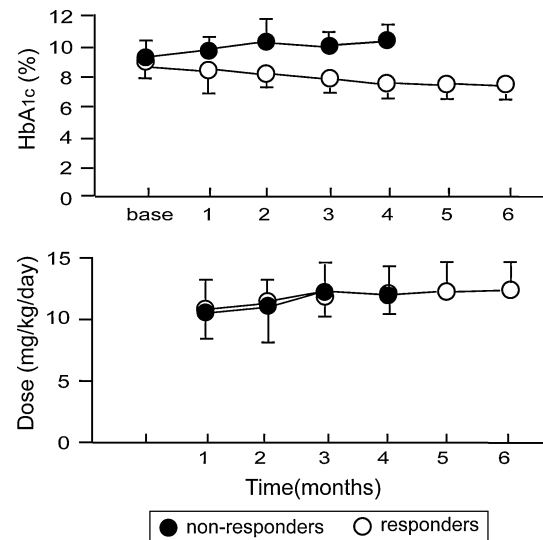 HbA1c (%)
12
10
8
6
4
2
0
base 1 2 3 4 5 6
Dose (mg/kg/day)
15
10
5
0
1 2 3 4 5 6
Time(months)
non-responders responders